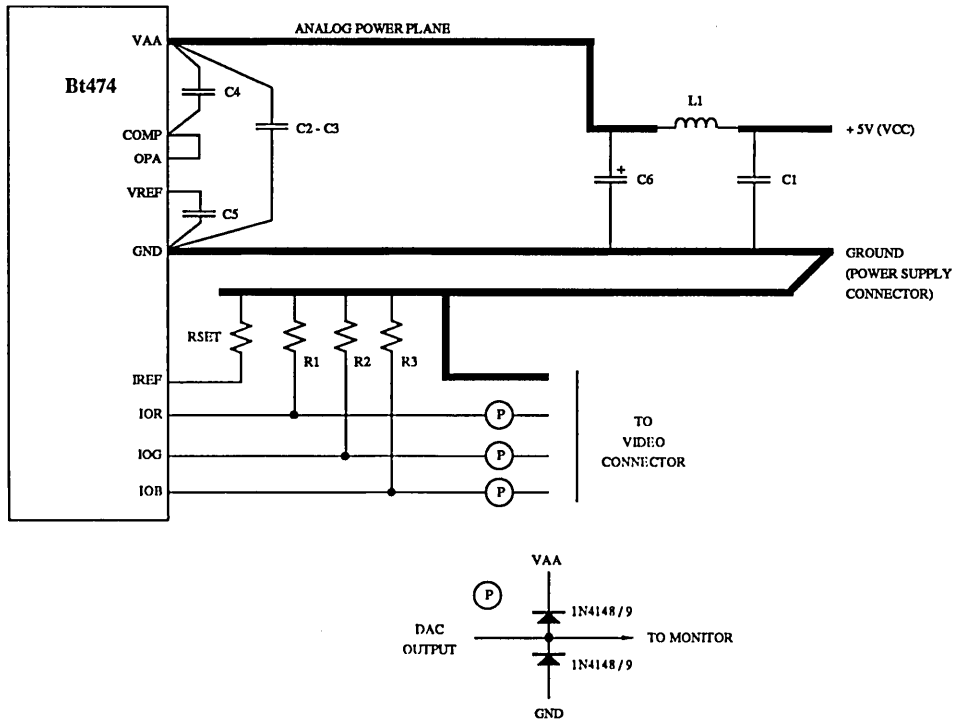 ANALOG POWER PLANE
VAA
Bt474
C4
L1
C2 - C3
COMP
+ 5V (VCC)
OPA
+
C6
C1
VREF
C5
GND
GROUND
(POWER SUPPLY
CONNECTOR)
RSET
R1
R2
R3
IREF
IOR
P
TO
VIDEO
CONNECTOR
IOG
P
IOB
P
VAA
P
1N4148 / 9
DAC
OUTPUT
TO MONITOR
1N4148 / 9
GND